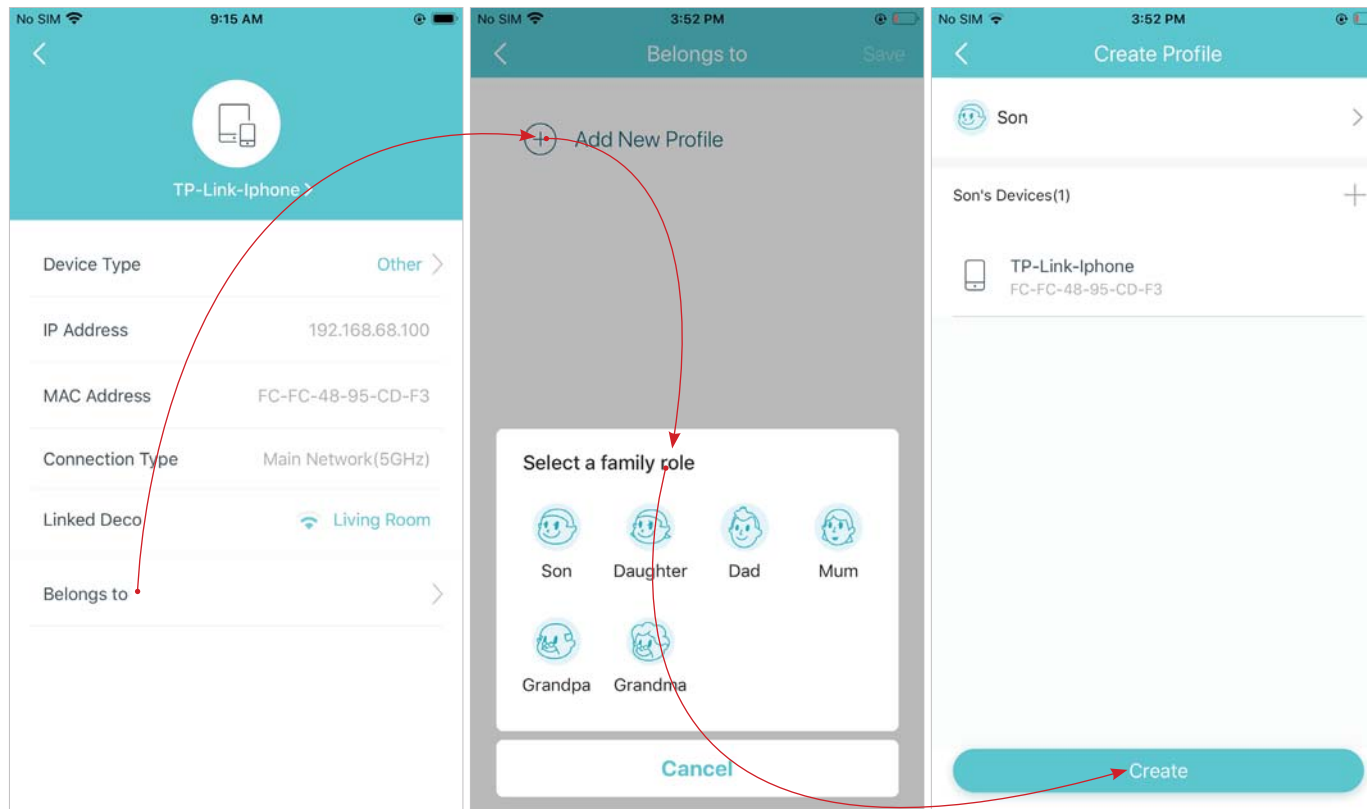 No SIM 9:15 AM
TP-Link-Iphone >
Device Type Other >
IP Address 192.168.68.100
MAC Address FC-FC-48-95-CD-F3
Connection Type Main Network(5GHz)
Linked Deco Living Room
Belongs to >
No SIM 3:52 PM
Belongs to Save
Add New Profile
Select a family role
Son Daughter Dad Mum
Grandpa Grandma
Cancel
No SIM 3:52 PM
Create Profile
Son >
Son's Devices(1) +
TP-Link-Iphone
FC-FC-48-95-CD-F3
Create